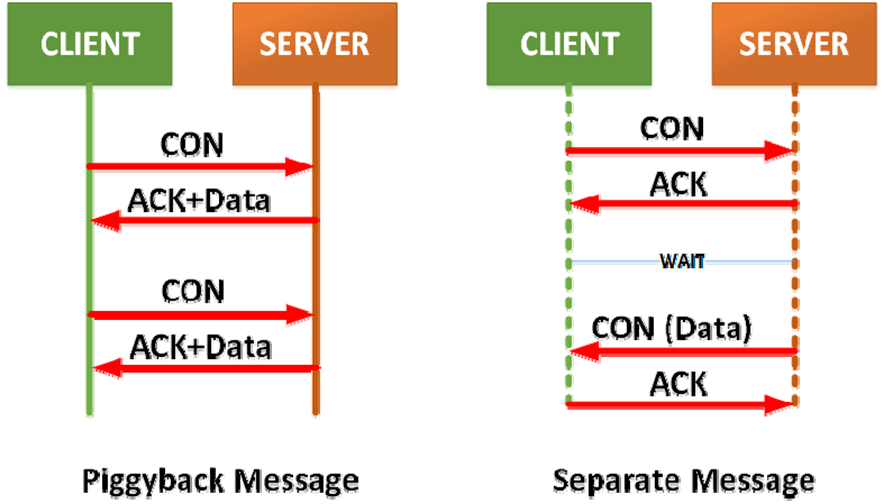 CLIENT SERVER
CON
ACK+Data
CON
ACK+Data
Piggyback Message
CLIENT SERVER
CON
ACK
WAIT
CON (Data)
ACK
Separate Message